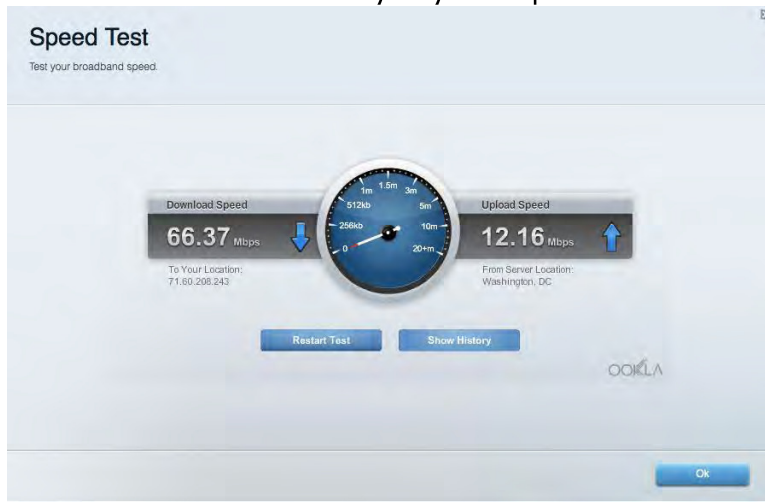 Speed Test
Test your broadband speed.
1m 1.5m 3m
512kb 5m
256kb 10m
0 20+m
Download Speed
66.37 Mbps
To Your Location:
71.60.208.243
Upload Speed
12.16 Mbps
From Server Location:
Washington, DC
Restart Test Show History
OOKLA
Ok